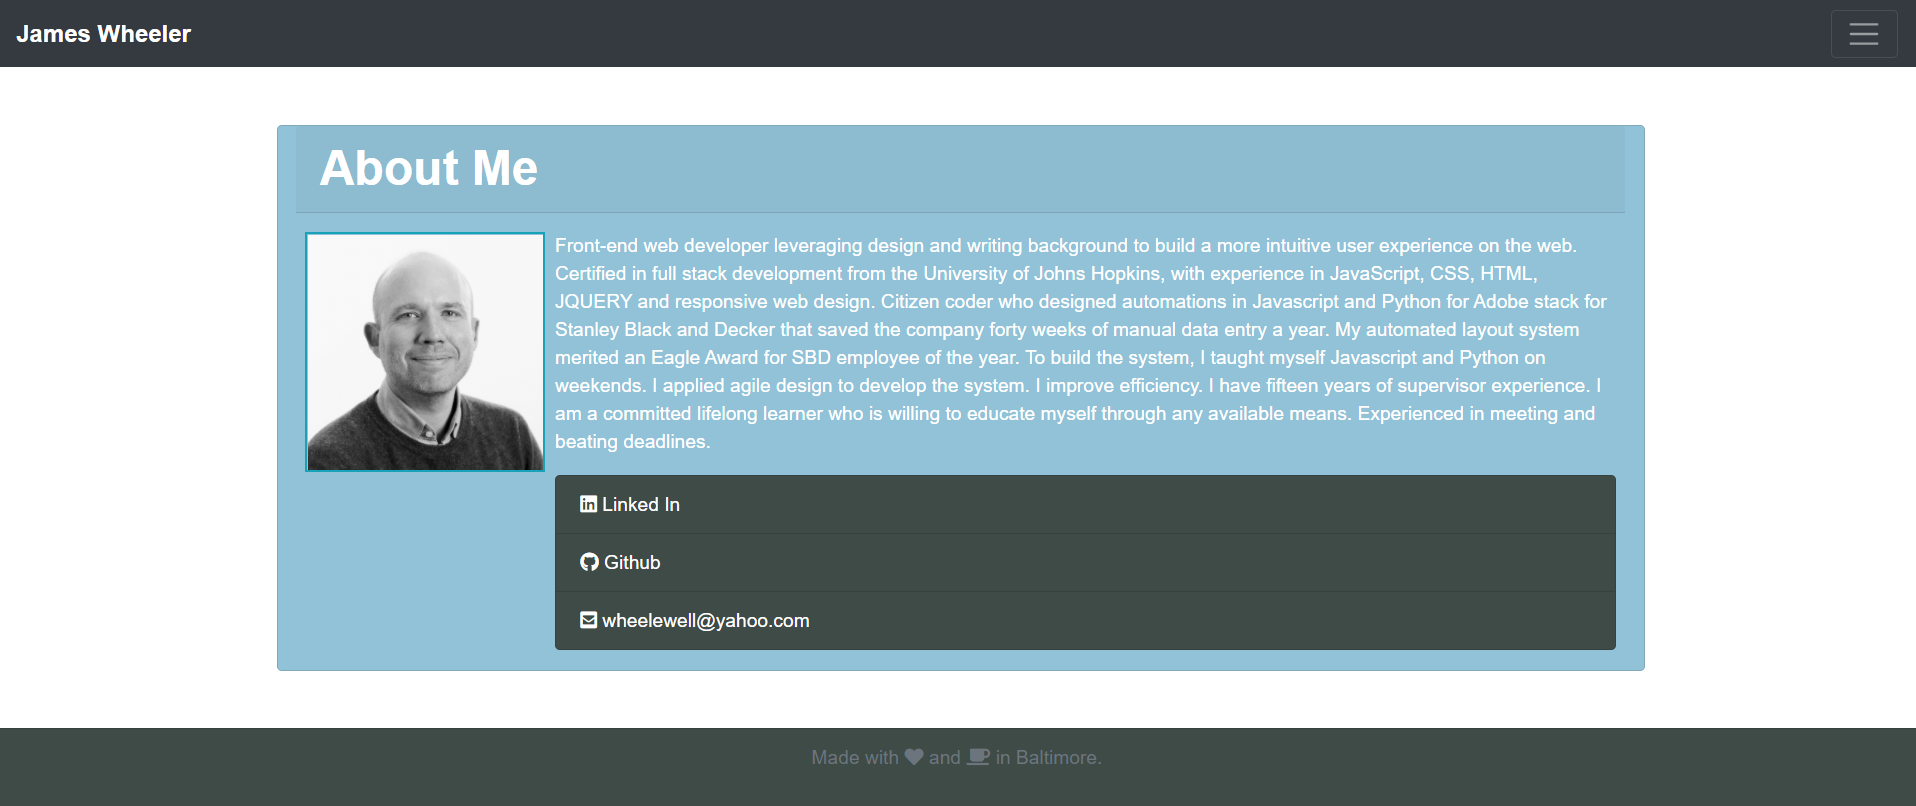 James Wheeler
About Me
Front-end web developer leveraging design and writing background to build a more intuitive user experience on the web.
Certified in full stack development from the University of Johns Hopkins, with experience in JavaScript, CSS, HTML,
JQUERY and responsive web design. Citizen coder who designed automations in Javascript and Python for Adobe stack for
Stanley Black and Decker that saved the company forty weeks of manual data entry a year. My automated layout system
merited an Eagle Award for SBD employee of the year. To build the system, I taught myself Javascript and Python on
weekends. I applied agile design to develop the system. I improve efficiency. I have fifteen years of supervisor experience. I
am a committed lifelong learner who is willing to educate myself through any available means. Experienced in meeting and
beating deadlines.
Linked In
Github
wheelewell@yahoo.com
Made with and in Baltimore.